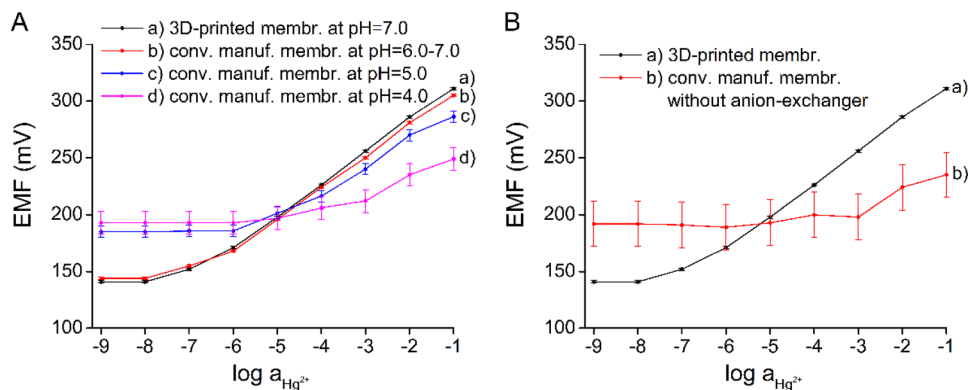 A
350
300
250
200
150
100
EMF (mV)
a) 3D-printed membr. at pH=7.0
b) conv. manuf. membr. at pH=6.0-7.0
c) conv. manuf. membr. at pH=5.0
d) conv. manuf. membr. at pH=4.0
a)
b)
c)
d)
-9 -8 -7 -6 -5 -4 -3 -2 -1
log a Hg²⁺
B
350
300
250
200
150
100
EMF (mV)
a) 3D-printed membr.
b) conv. manuf. membr.
without anion-exchanger
a)
b)
-9 -8 -7 -6 -5 -4 -3 -2 -1
log a Hg²⁺